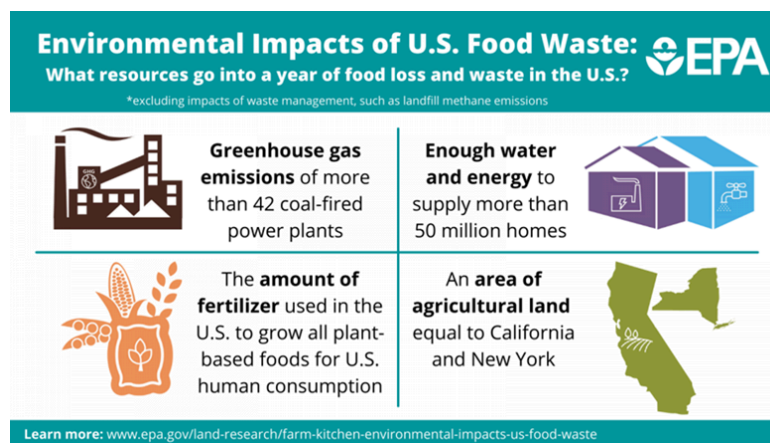 Environmental Impacts of U.S. Food Waste:
What resources go into a year of food loss and waste in the U.S.?
*excluding impacts of waste management, such as landfill methane emissions
EPA
GHG
Greenhouse gas
emissions of more
than 42 coal-fired
power plants
Enough water
and energy to
supply more than
50 million homes
The amount of
fertilizer used in the
U.S. to grow all plant-
based foods for U.S.
human consumption
An area of
agricultural land
equal to California
and New York
Learn more: www.epa.gov/land-research/farm-kitchen-environmental-impacts-us-food-waste